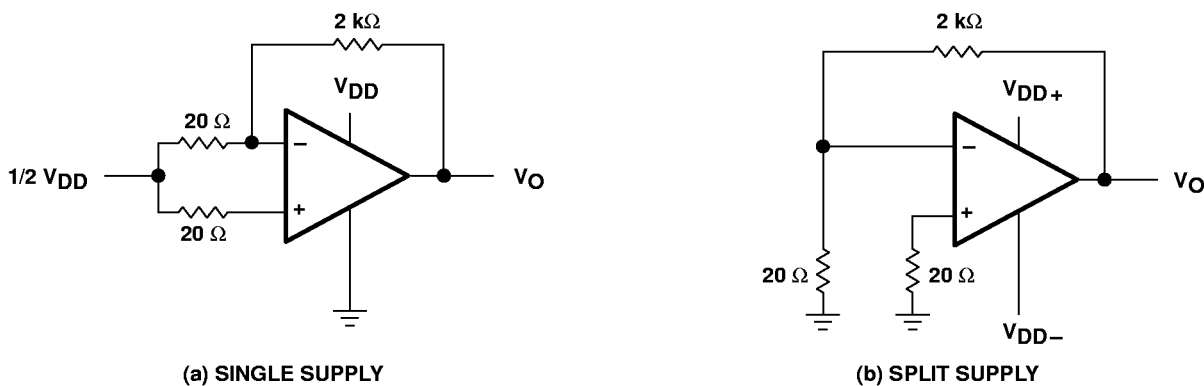 2 kΩ
VDD
20 Ω
−
1/2 VDD
VO
+
20 Ω
(a) SINGLE SUPPLY
2 kΩ
VDD+
−
VO
+
20 Ω
20 Ω
VDD−
(b) SPLIT SUPPLY